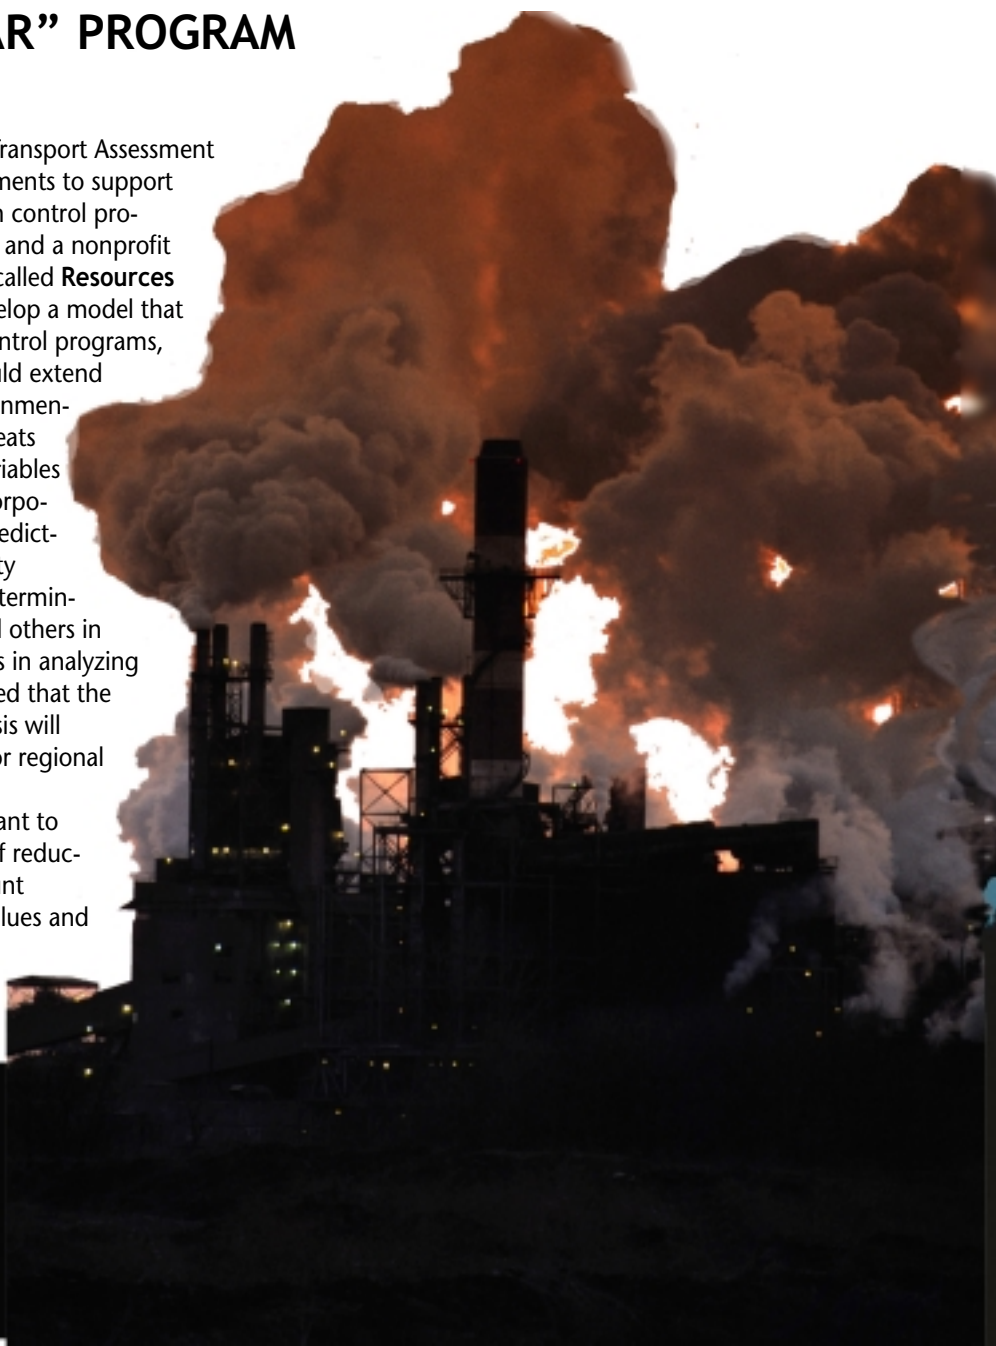 AR” PROGRAM
Transport Assessment
ments to support
n control pro-
and a nonprofit
called Resources
elop a model that
ntrol programs,
uld extend
nmen-
eats
riables
orpo-
edict-
ty
termin-
d others in
s in analyzing
ed that the
sis will
or regional
ant to
f reduc-
unt
lues and